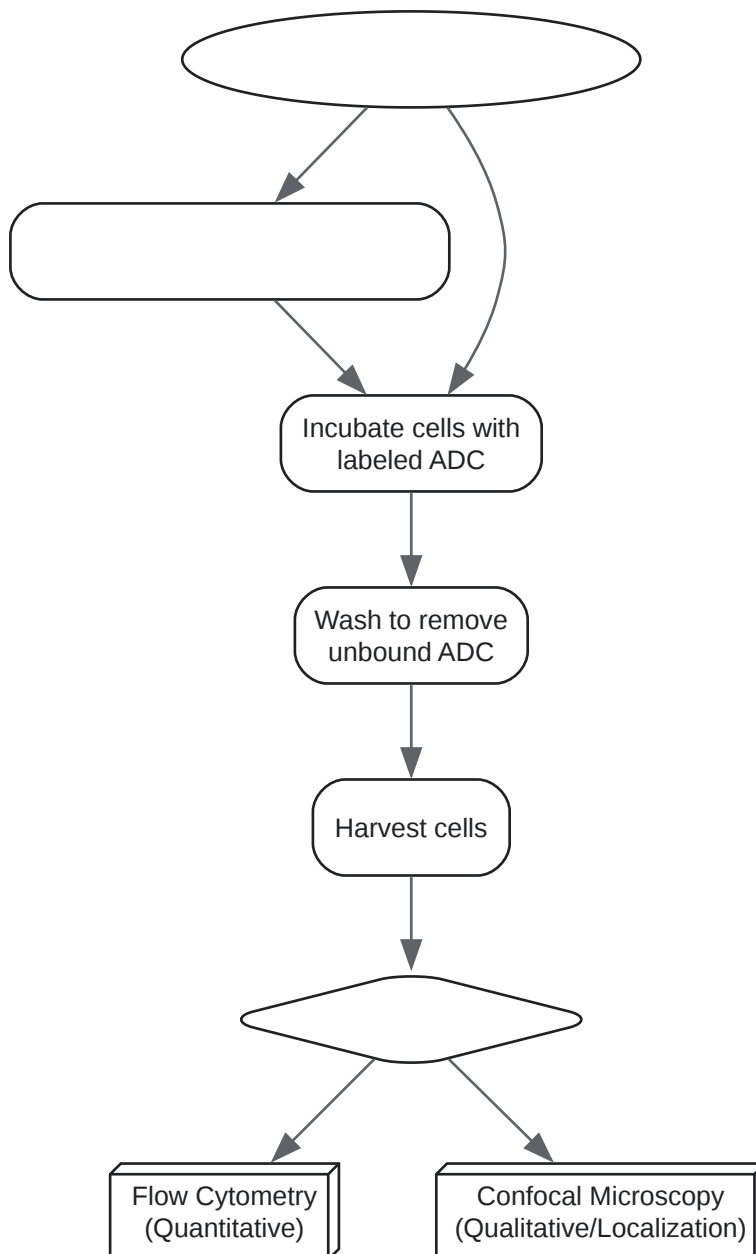 Incubate cells with
labeled ADC
Wash to remove
unbound ADC
Harvest cells
Flow Cytometry
(Quantitative)
Confocal Microscopy
(Qualitative/Localization)